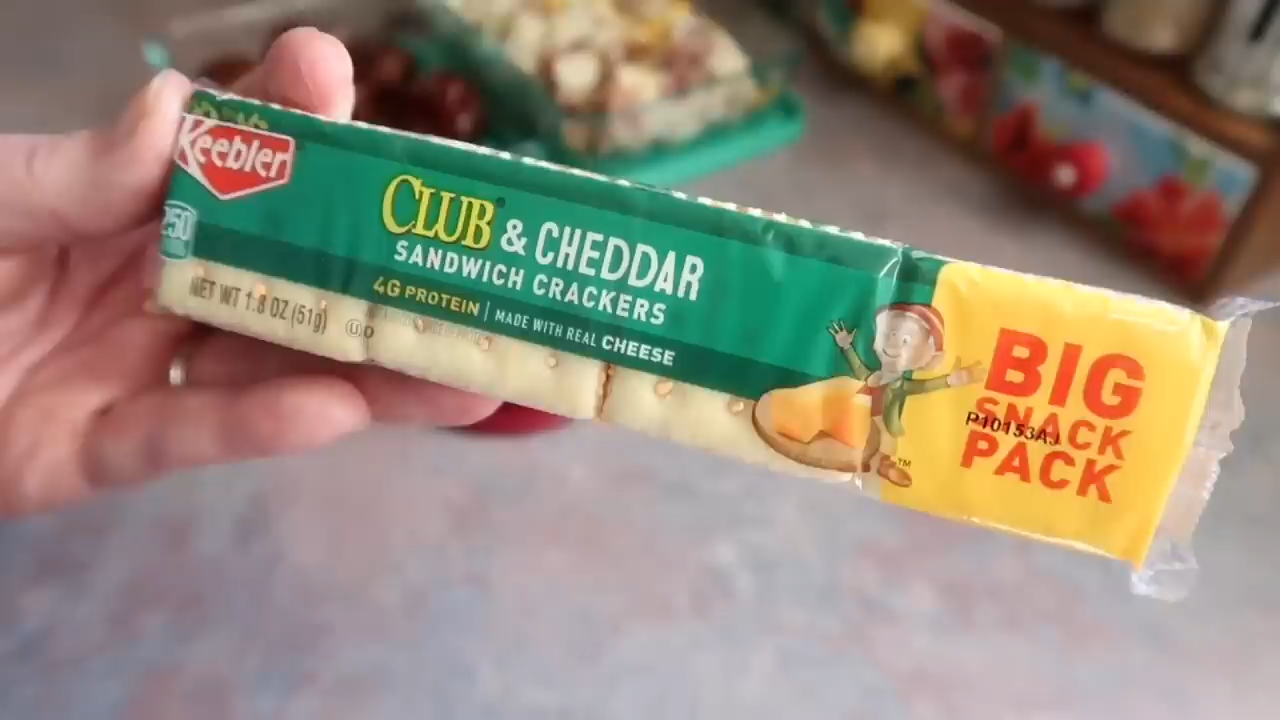 Keebler
250
CLUB® & CHEDDAR
SANDWICH CRACKERS
4G PROTEIN | MADE WITH REAL CHEESE
NET WT 1.8 OZ (51g)
U D
BIG
SNACK
P10153AJ
PACK
™